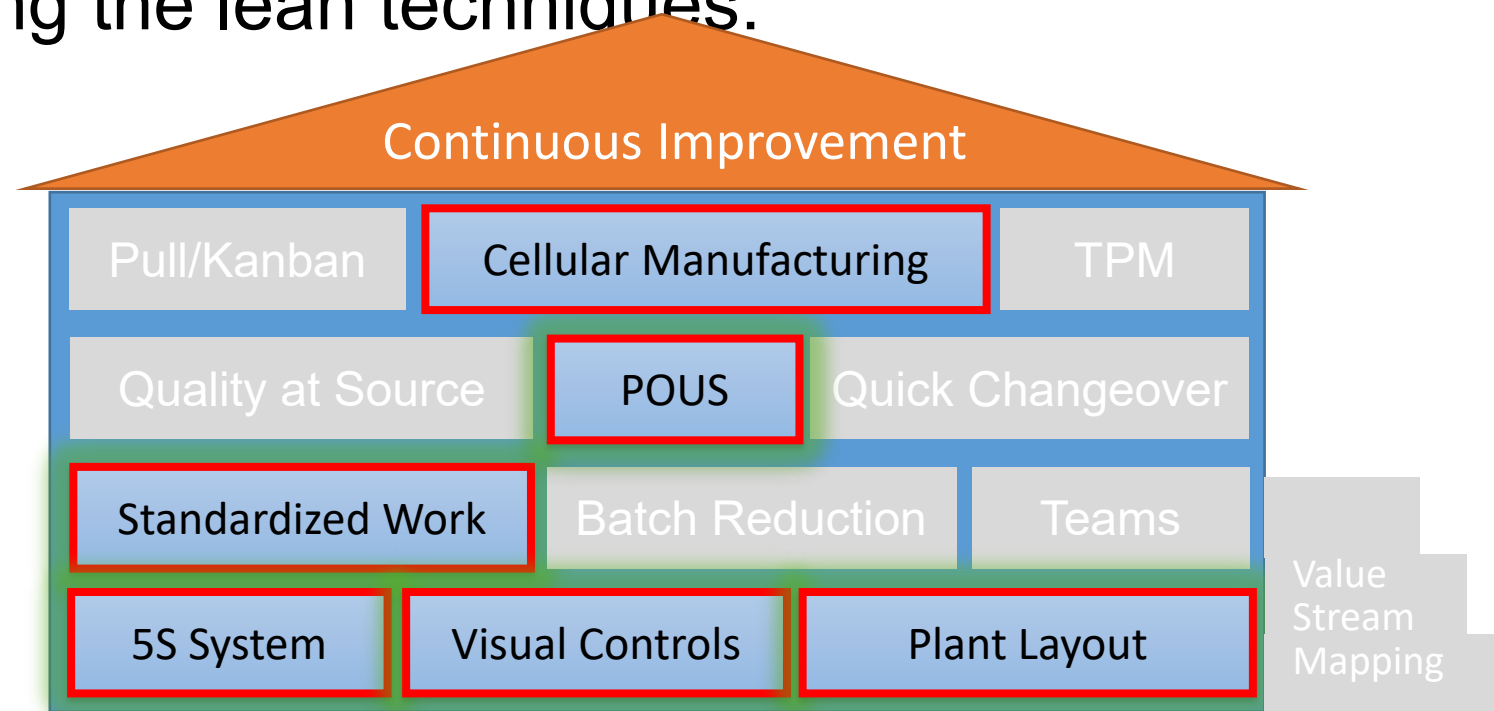 ng the lean techniques.
Continuous Improvement
Pull/Kanban
Cellular Manufacturing
TPM
Quality at Source
POUS
Quick Changeover
Standardized Work
Batch Reduction
Teams
5S System
Visual Controls
Plant Layout
Value
Stream
Mapping